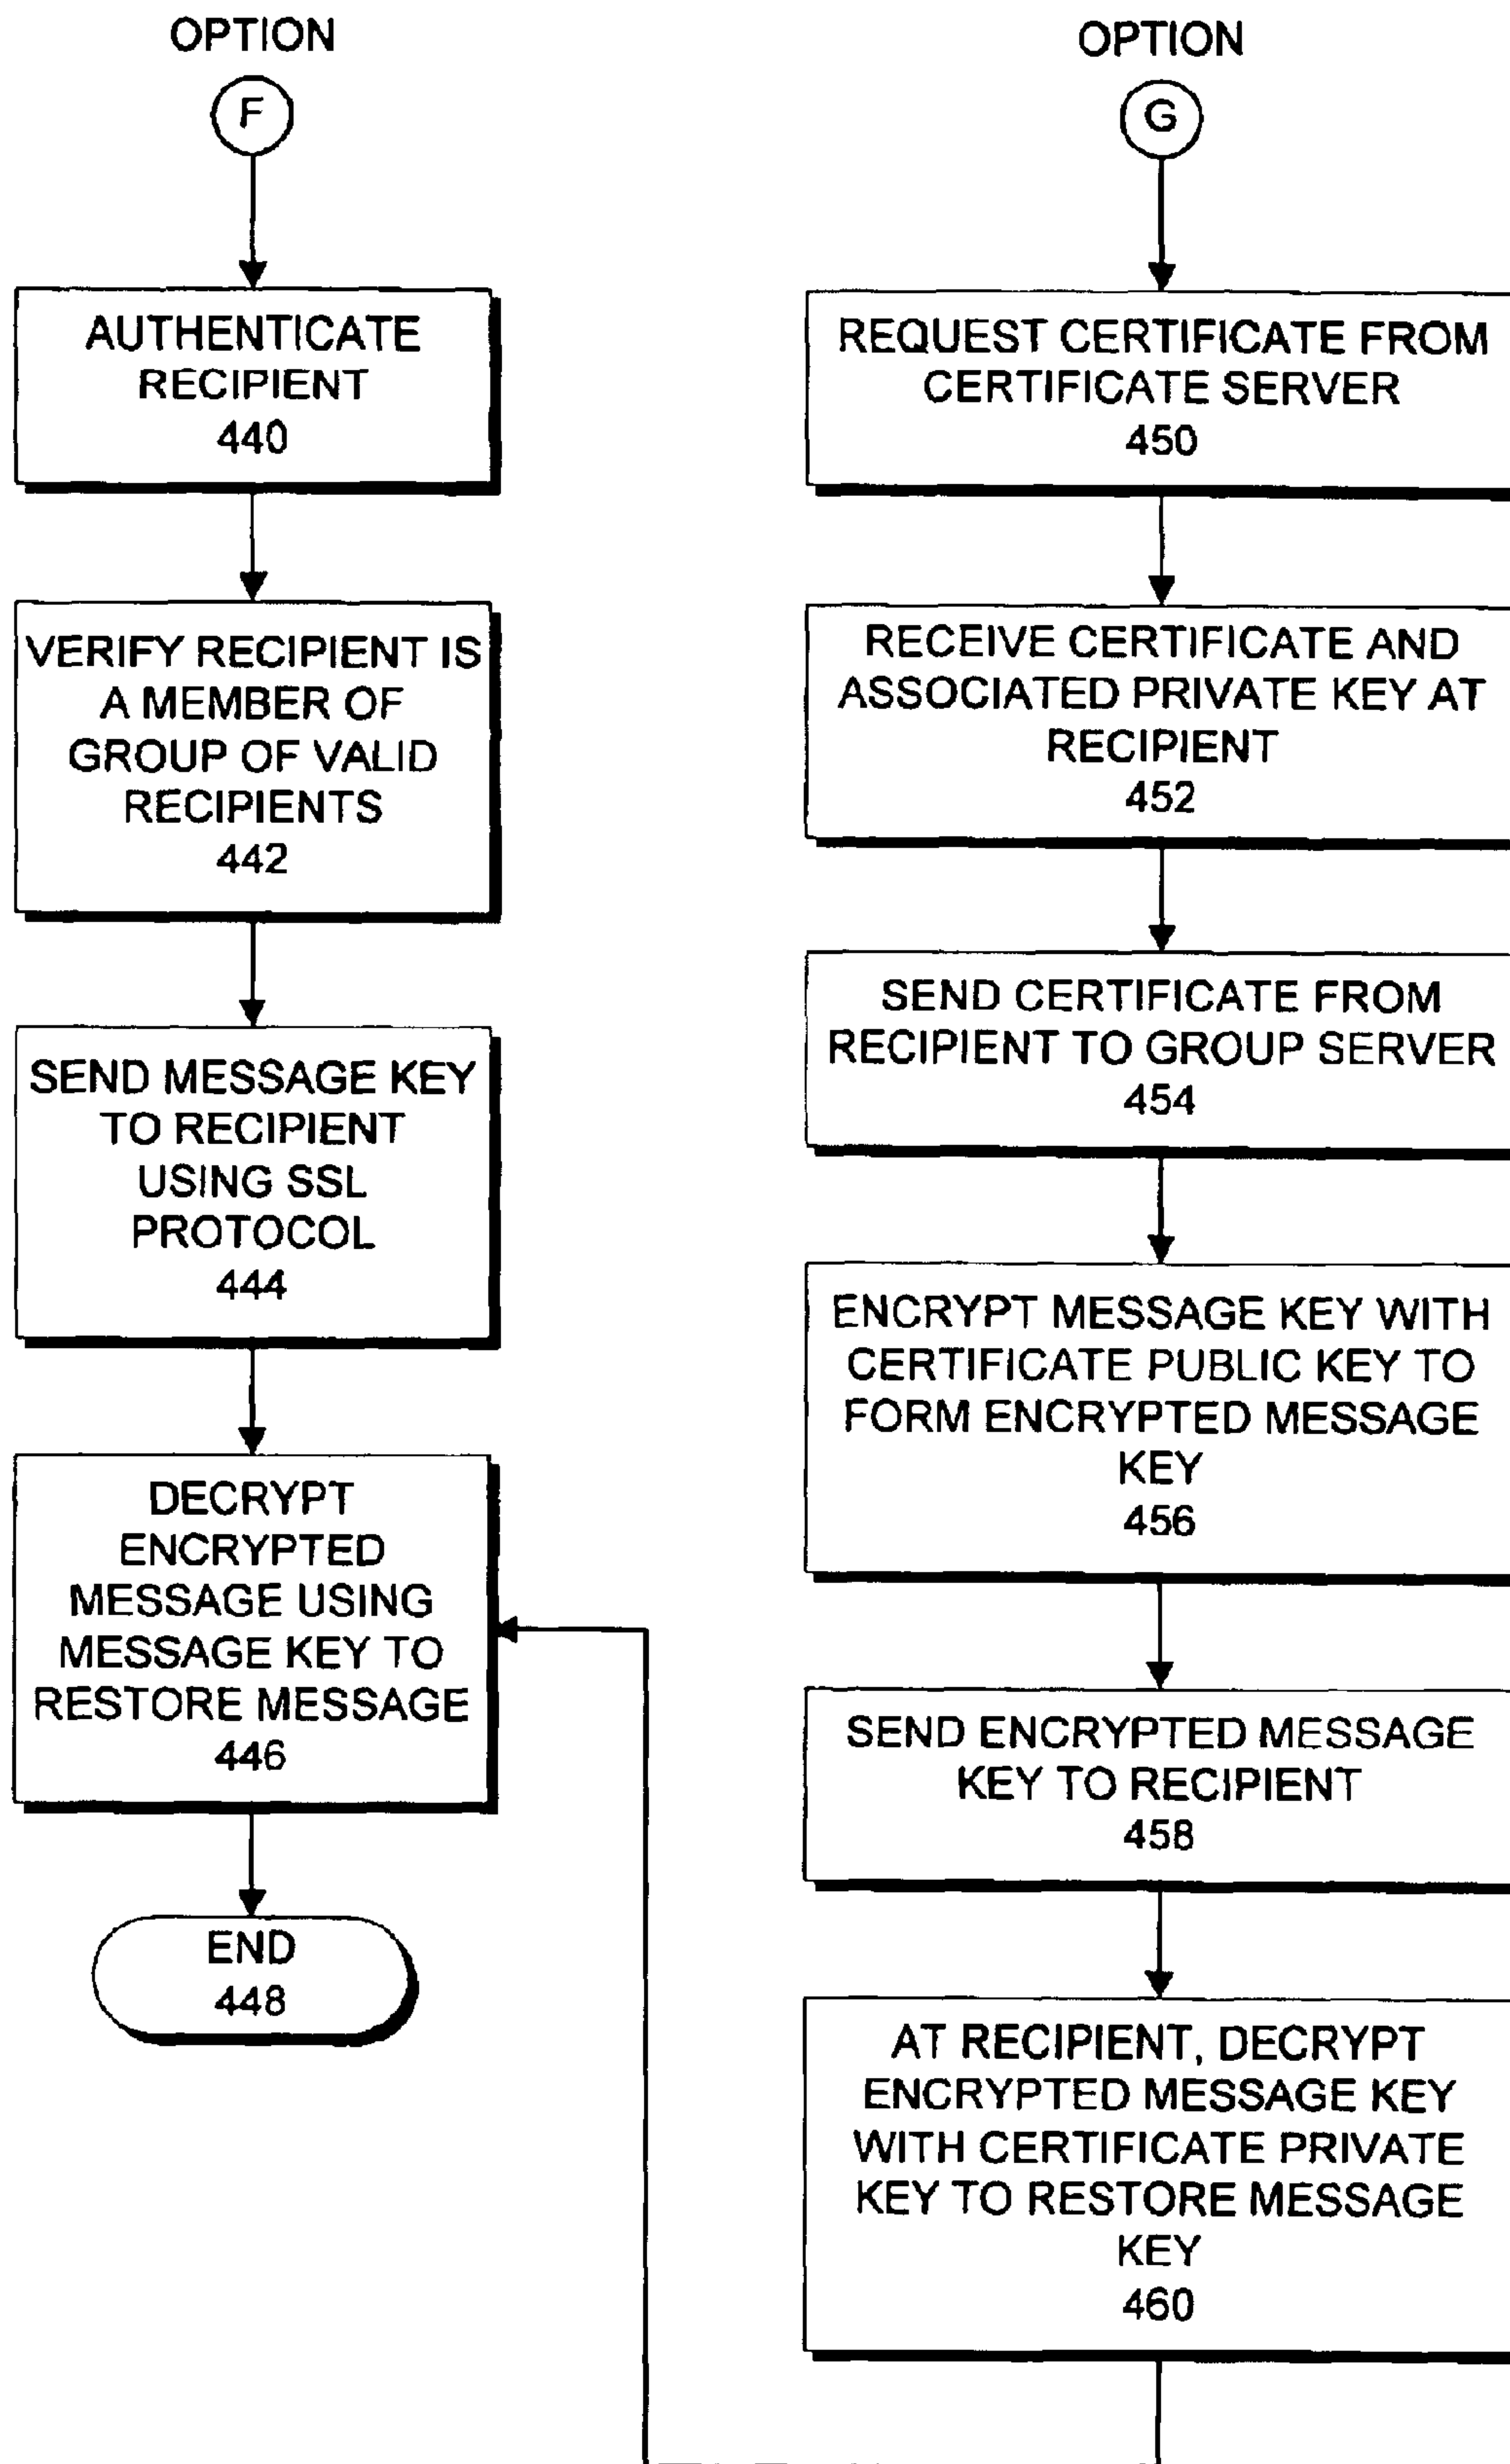 OPTION
F
AUTHENTICATE
RECIPIENT
440
VERIFY RECIPIENT IS
A MEMBER OF
GROUP OF VALID
RECIPIENTS
442
SEND MESSAGE KEY
TO RECIPIENT
USING SSL
PROTOCOL
444
DECRYPT
ENCRYPTED
MESSAGE USING
MESSAGE KEY TO
RESTORE MESSAGE
446
END
448
OPTION
G
REQUEST CERTIFICATE FROM
CERTIFICATE SERVER
450
RECEIVE CERTIFICATE AND
ASSOCIATED PRIVATE KEY AT
RECIPIENT
452
SEND CERTIFICATE FROM
RECIPIENT TO GROUP SERVER
454
ENCRYPT MESSAGE KEY WITH
CERTIFICATE PUBLIC KEY TO
FORM ENCRYPTED MESSAGE
KEY
456
SEND ENCRYPTED MESSAGE
KEY TO RECIPIENT
458
AT RECIPIENT, DECRYPT
ENCRYPTED MESSAGE KEY
WITH CERTIFICATE PRIVATE
KEY TO RESTORE MESSAGE
KEY
460